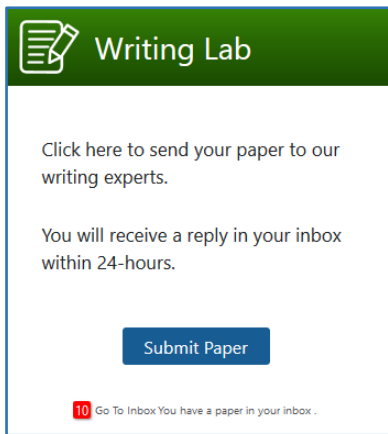 Writing Lab
Click here to send your paper to our
writing experts.
You will receive a reply in your inbox
within 24-hours.
Submit Paper
10 Go To Inbox You have a paper in your inbox .